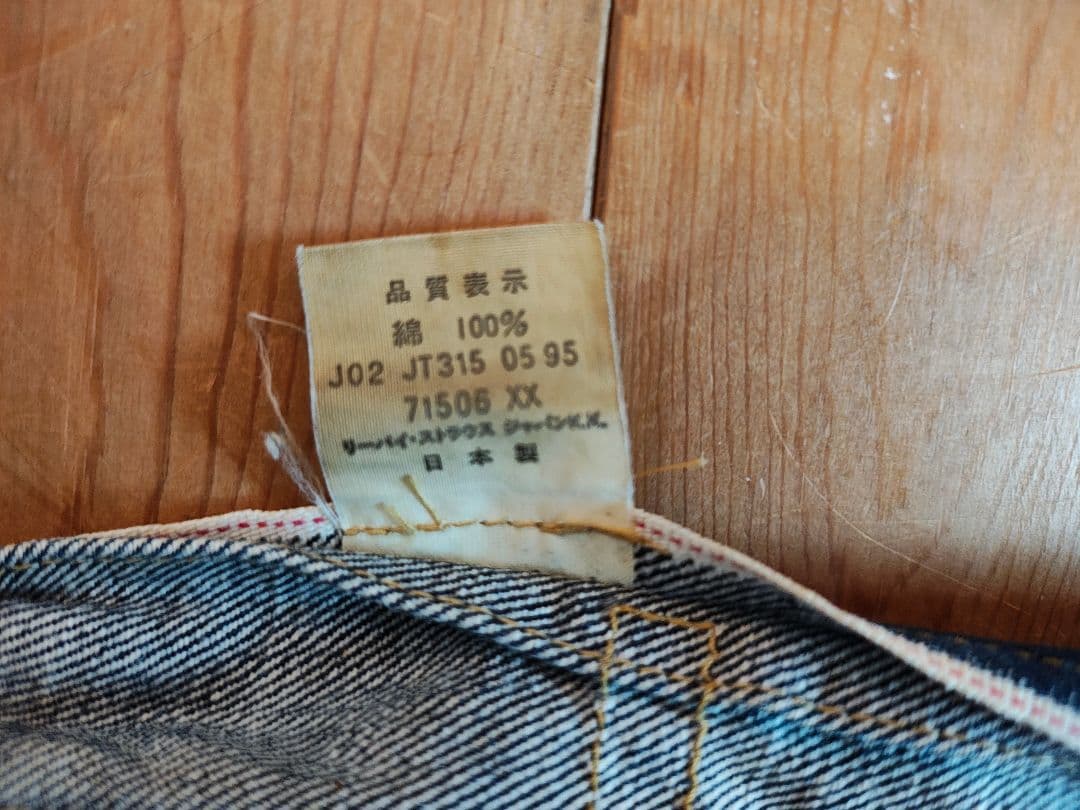 品質表示
綿 100%
J02 JT315 05 95
71506 XX
リーバイ・ストラウス ジャパンK.K.
日本製